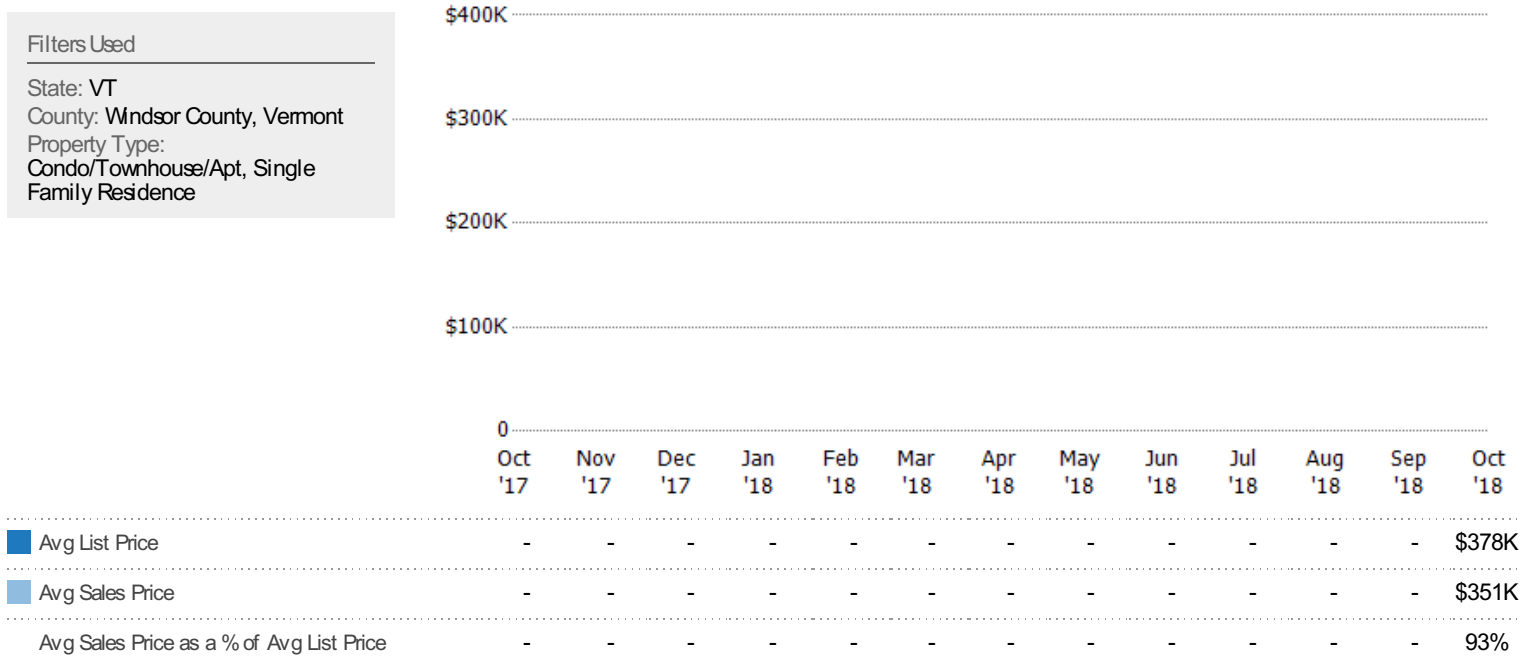 Filters Used
State: VT
County: Windsor County, Vermont
Property Type:
Condo/Townhouse/Apt, Single
Family Residence
$400K
$300K
$200K
$100K
0
Oct Nov Dec Jan Feb Mar Apr May Jun Jul Aug Sep Oct
'17 '17 '17 '18 '18 '18 '18 '18 '18 '18 '18 '18 '18
Avg List Price - - - - - - - - - - - - $378K
Avg Sales Price - - - - - - - - - - - - $351K
Avg Sales Price as a % of Avg List Price - - - - - - - - - - - - 93%